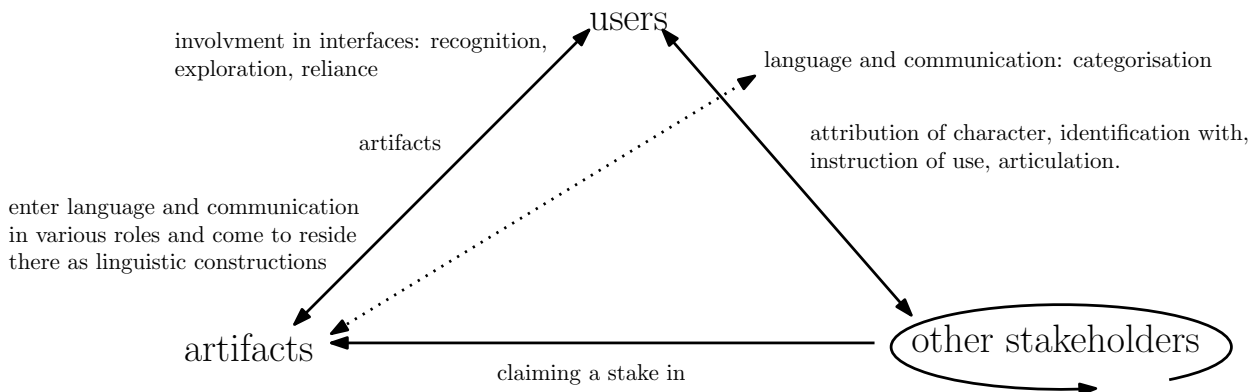 users
involvment in interfaces: recognition,
exploration, reliance
language and communication: categorisation
attribution of character, identification with,
instruction of use, articulation.
artifacts
enter language and communication
in various roles and come to reside
there as linguistic constructions
artifacts
other stakeholders
claiming a stake in